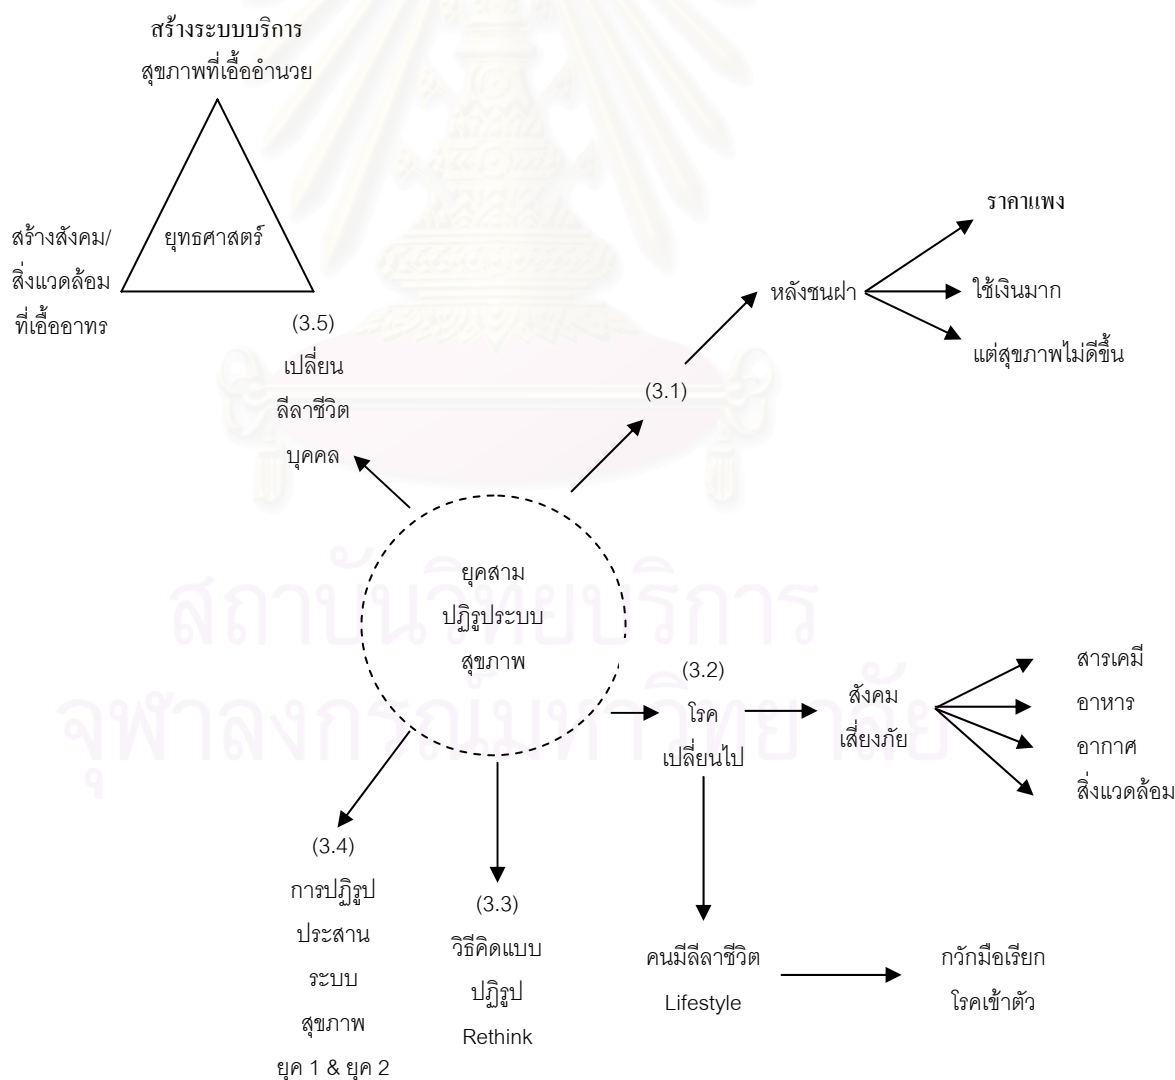 สร้างระบบบริการ
สุขภาพที่เอื้ออำนวย
สร้างสังคม/
สิ่งแวดล้อม
ที่เอื้ออาทร
ยุทธศาสตร์
(3.5)
เปลี่ยน
ลีลาชีวิต
บุคคล
(3.1)
หลังชนฝา
ราคาแพง
ใช้เงินมาก
แต่สุขภาพไม่ดีขึ้น
ยุคสาม
ปฏิรูประบบ
สุขภาพ
(3.2)
โรค
เปลี่ยนไป
สังคม
เสี่ยงภัย
สารเคมี
อาหาร
อากาศ
สิ่งแวดล้อม
(3.4)
การปฏิรูป
ประสาน
ระบบ
สุขภาพ
ยุค 1 & ยุค 2
(3.3)
วิธีคิดแบบ
ปฏิรูป
Rethink
คนมีลีลาชีวิต
Lifestyle
กวักมือเรียก
โรคเข้าตัว
สถาบันวิทยบริการ
จุฬาลงกรณ์มหาวิทยาลัย